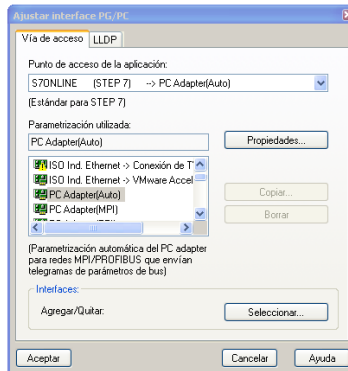 Ajustar interface PG/PC
Vía de acceso LLDP
Punto de acceso de la aplicación:
S7ONLINE (STEP 7) --> PC Adapter(Auto)
(Estándar para STEP 7)
Parametrización utilizada:
PC Adapter(Auto)
Propiedades...
ISO Ind. Ethernet -> Conexión de T
ISO Ind. Ethernet -> VMware Accel
PC Adapter(Auto)
PC Adapter(MPI)
Copiar...
Borrar
(Parametrización automática del PC adapter
para redes MPI/PROFIBUS que envían
telegramas de parámetros de bus)
Interfaces:
Agregar/Quitar:
Seleccionar...
Aceptar Cancelar Ayuda